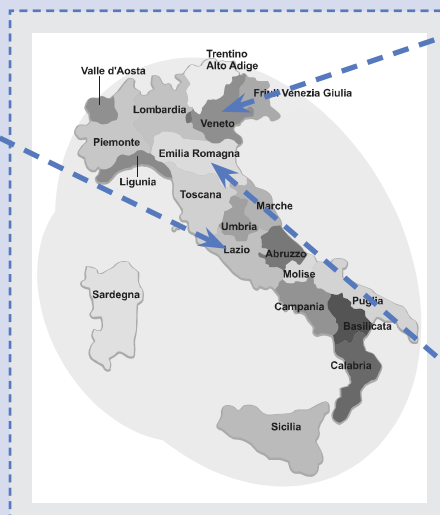 Trentino
Alto Adige
Valle d'Aosta
Friuli Venezia Giulia
Lombardia
Veneto
Piemonte
Emilia Romagna
Ligunia
Toscana
Marche
Umbria
Lazio
Abruzzo
Molise
Sardegna
Puglia
Campania
Basilicata
Calabria
Sicilia